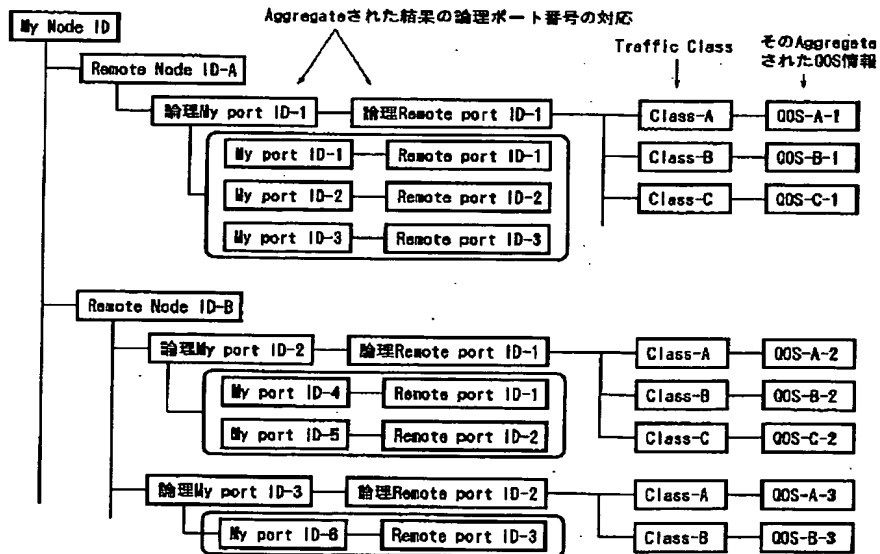 Aggregateされた結果の論理ポート番号の対応
My Node ID
Traffic Class
そのAggregate
されたQOS情報
Remote Node ID-A
論理My port ID-1
論理Remote port ID-1
Class-A
QOS-A-1
My port ID-1
Remote port ID-1
Class-B
QOS-B-1
My port ID-2
Remote port ID-2
Class-C
QOS-C-1
My port ID-3
Remote port ID-3
Remote Node ID-B
論理My port ID-2
論理Remote port ID-1
Class-A
QOS-A-2
My port ID-4
Remote port ID-1
Class-B
QOS-B-2
My port ID-5
Remote port ID-2
Class-C
QOS-C-2
論理My port ID-3
論理Remote port ID-2
Class-A
QOS-A-3
My port ID-6
Remote port ID-3
Class-B
QOS-B-3